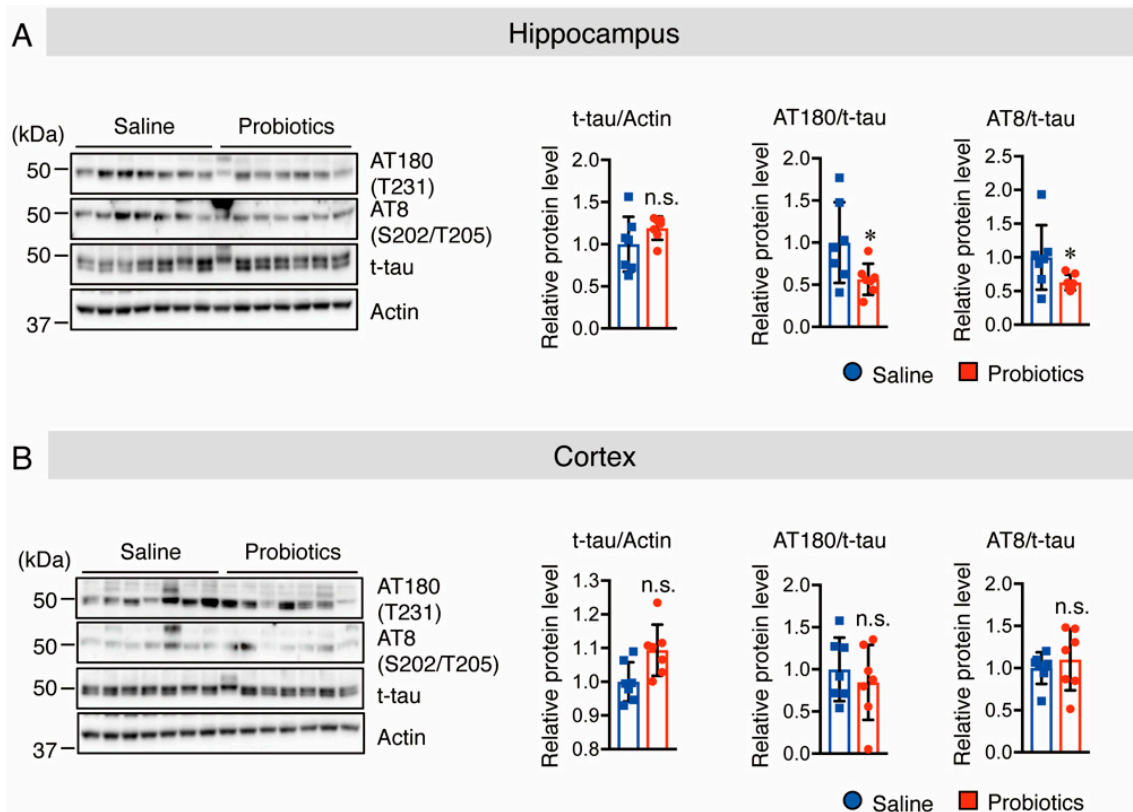 A
Hippocampus
(kDa)
Saline
Probiotics
50
AT180
(T231)
50
AT8
(S202/T205)
50
t-tau
37
Actin
t-tau/Actin
Relative protein level
2.0
1.5
1.0
0.5
0.0
n.s.
AT180/t-tau
Relative protein level
2.0
1.5
1.0
0.5
0.0
*
AT8/t-tau
Relative protein level
2.5
2.0
1.5
1.0
0.5
0.0
*
Saline
Probiotics
B
Cortex
(kDa)
Saline
Probiotics
50
AT180
(T231)
50
AT8
(S202/T205)
50
t-tau
37
Actin
t-tau/Actin
Relative protein level
1.3
1.2
1.1
1.0
0.9
0.8
n.s.
AT180/t-tau
Relative protein level
2.0
1.5
1.0
0.5
0.0
n.s.
AT8/t-tau
Relative protein level
2.0
1.5
1.0
0.5
0.0
n.s.
Saline
Probiotics